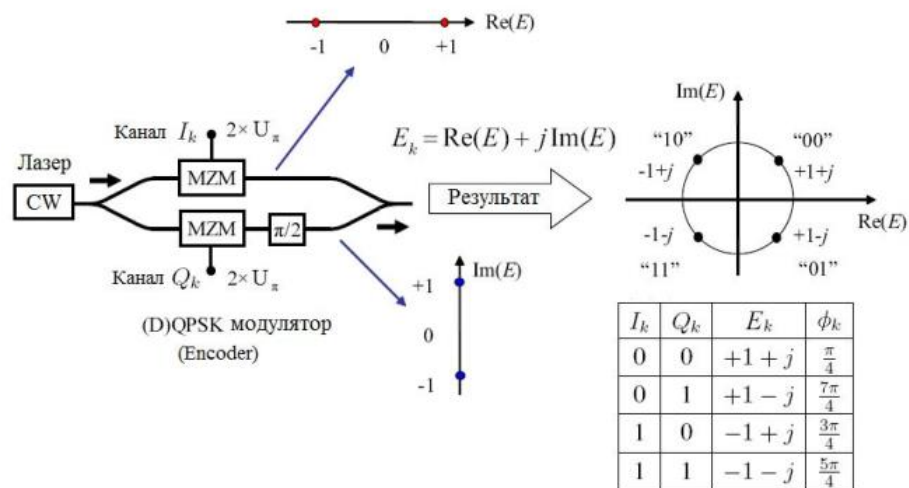 Re(E)
-1 0 +1
Канал I_k 2× U_π
Лазер
CW
MZM
MZM
π/2
Канал Q_k 2× U_π
(D)QPSK модулятор
(Encoder)
E_k = Re(E) + j Im(E)
Результат
Im(E)
+1
0
-1
Im(E)
“10” “00”
-1+j +1+j
Re(E)
-1-j +1-j
“11” “01”
I_k Q_k E_k ϕ_k
0 0 +1 + j π/4
0 1 +1 − j 7π/4
1 0 −1 + j 3π/4
1 1 −1 − j 5π/4